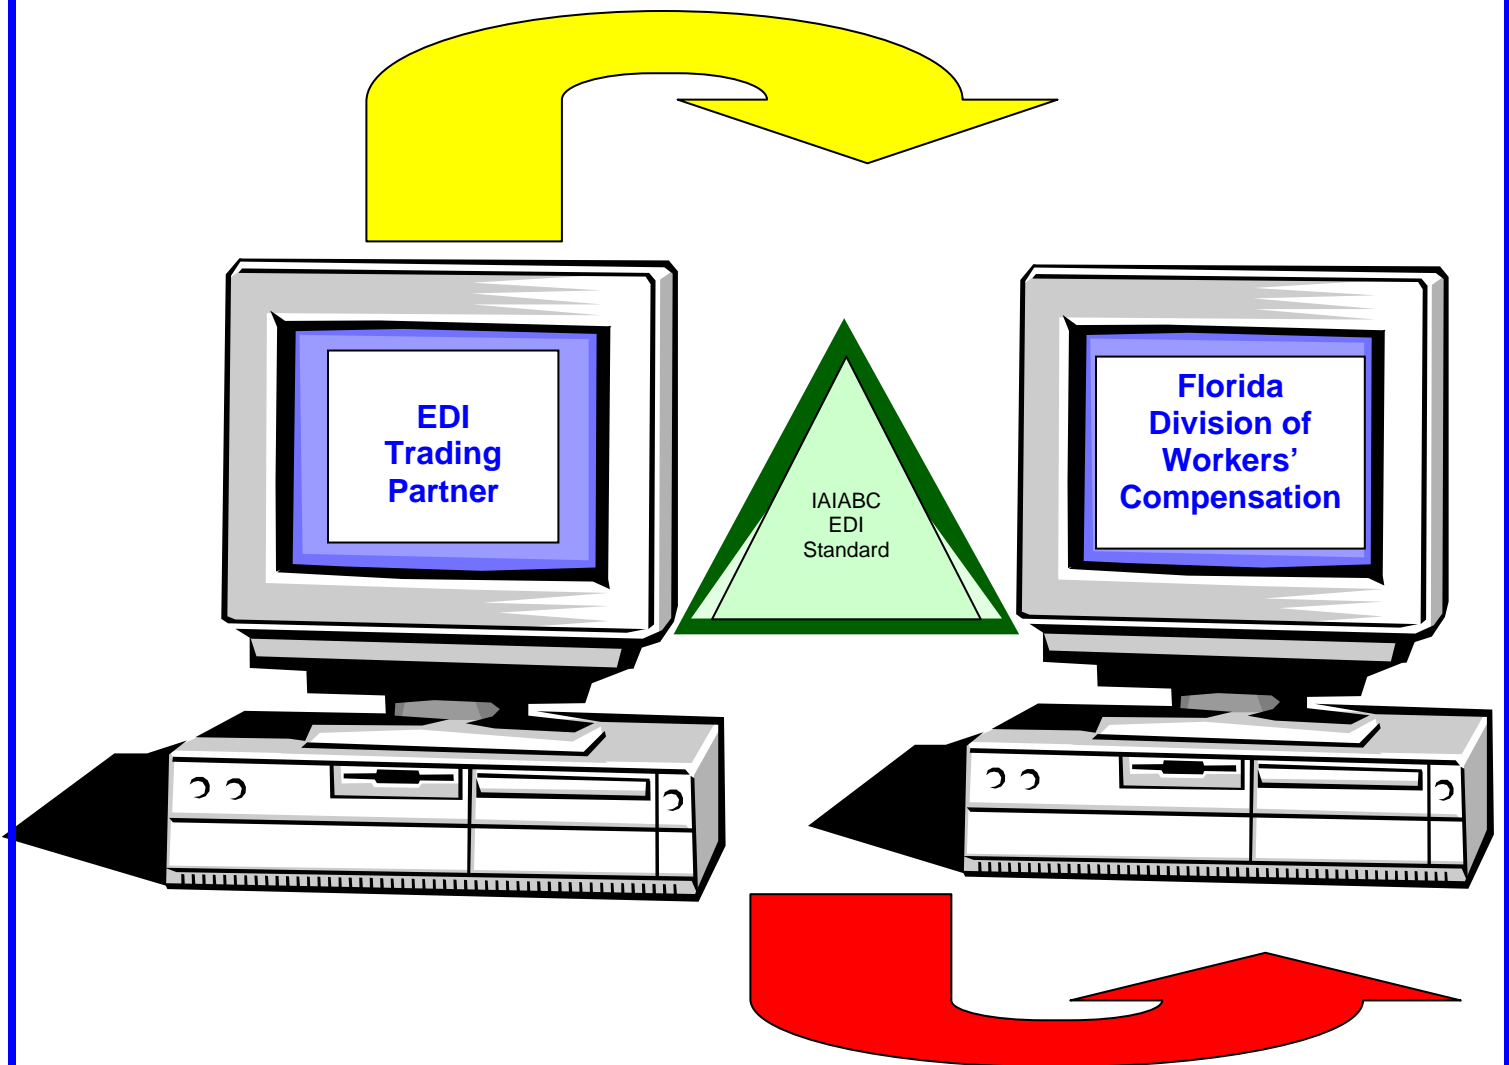 EDI
Trading
Partner
IAIABC
EDI
Standard
Florida
Division of
Workers’
Compensation